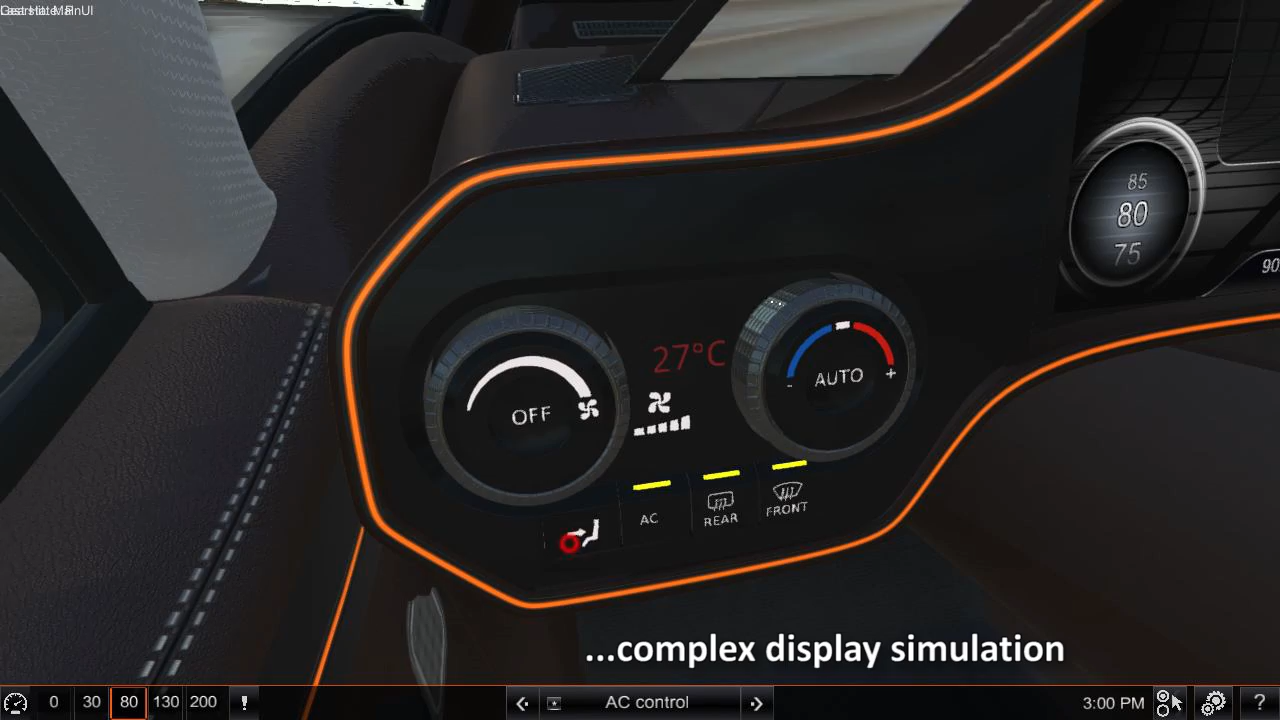 85
80
75
90
27°C
OFF
- AUTO +
AC
REAR
FRONT
...complex display simulation
0 30 80 130 200 !
AC control
3:00 PM
?